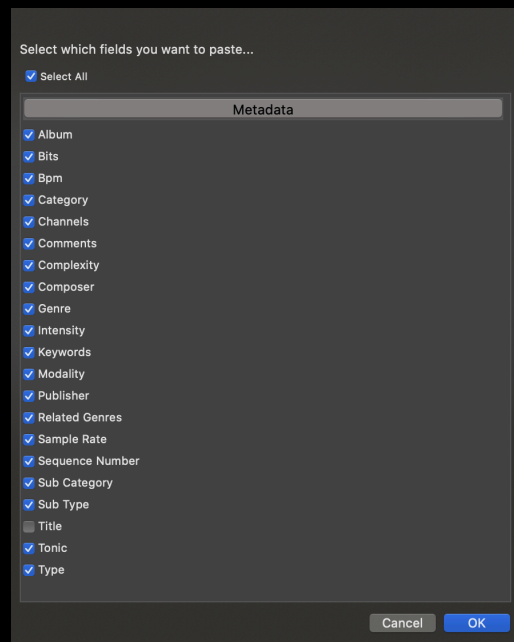 Select which fields you want to paste...
Select All
Metadata
Album
Bits
Bpm
Category
Channels
Comments
Complexity
Composer
Genre
Intensity
Keywords
Modality
Publisher
Related Genres
Sample Rate
Sequence Number
Sub Category
Sub Type
Title
Tonic
Type
Cancel OK